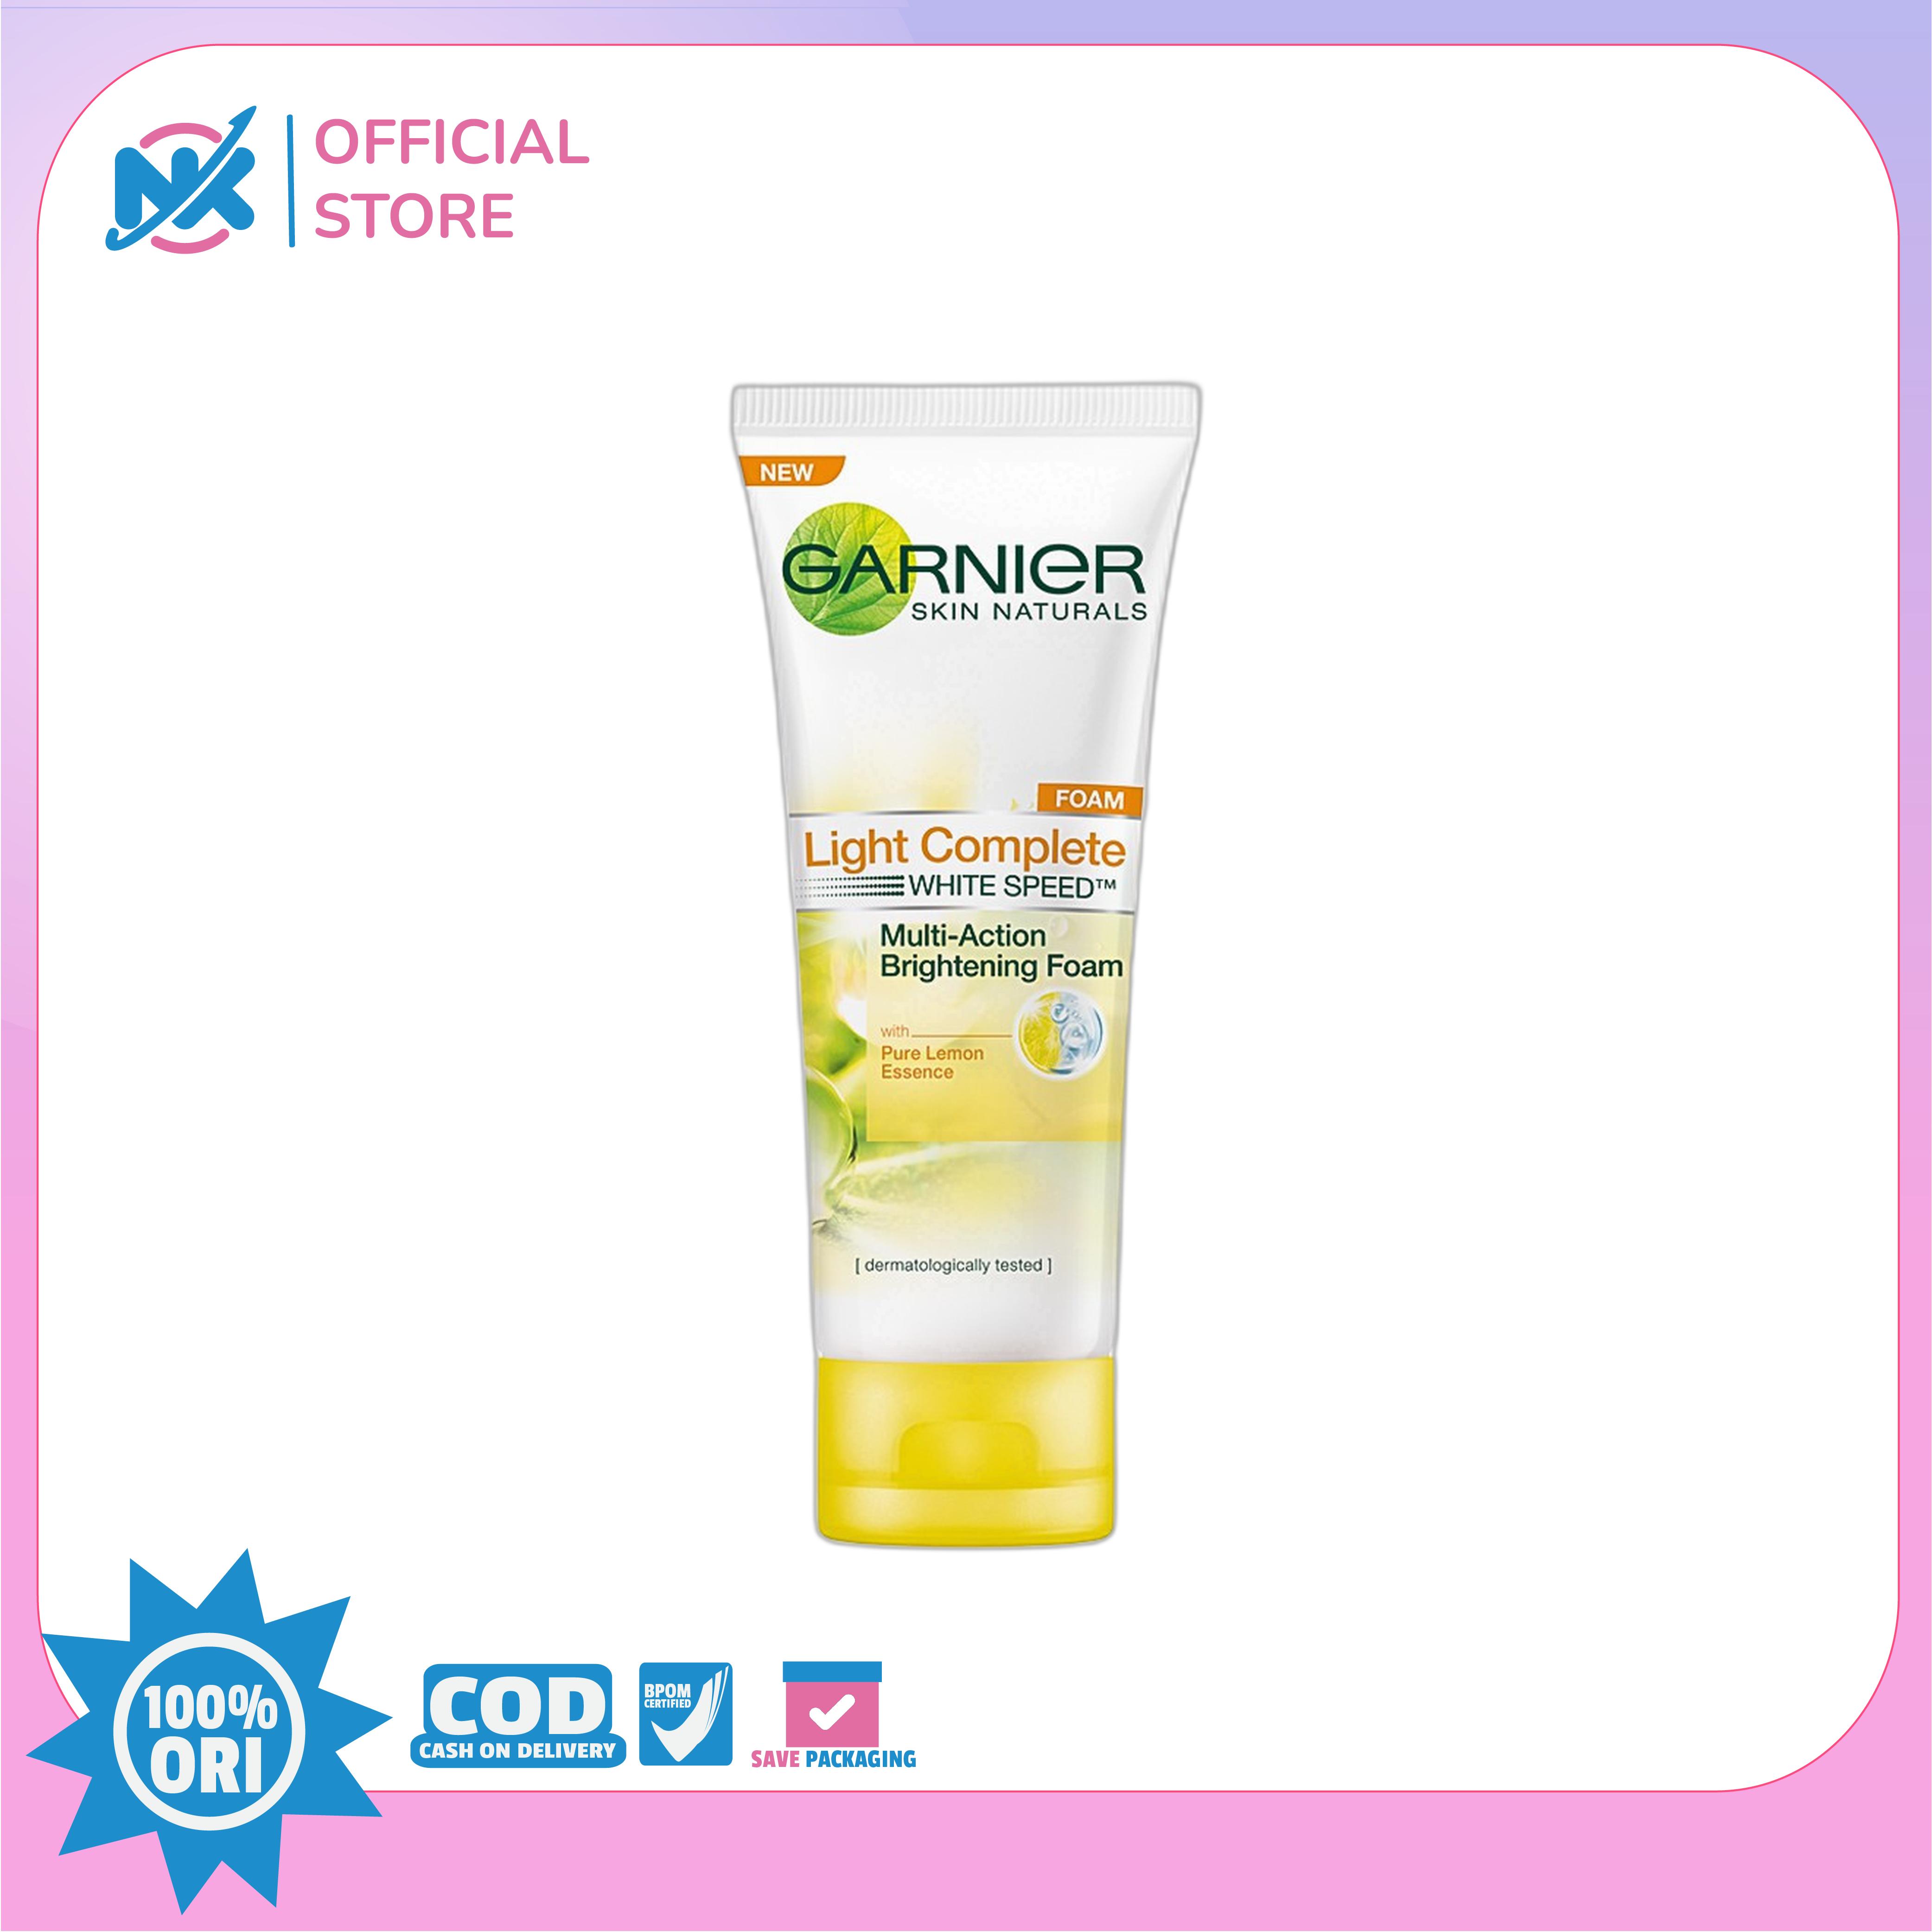 NK
OFFICIAL
STORE
NEW
GARNIER
SKIN NATURALS
FOAM
Light Complete
WHITE SPEED™
Multi-Action
Brightening Foam
with
Pure Lemon
Essence
[ dermatologically tested ]
100%
ORI
COD
CASH ON DELIVERY
BPOM
CERTIFIED
SAVE PACKAGING